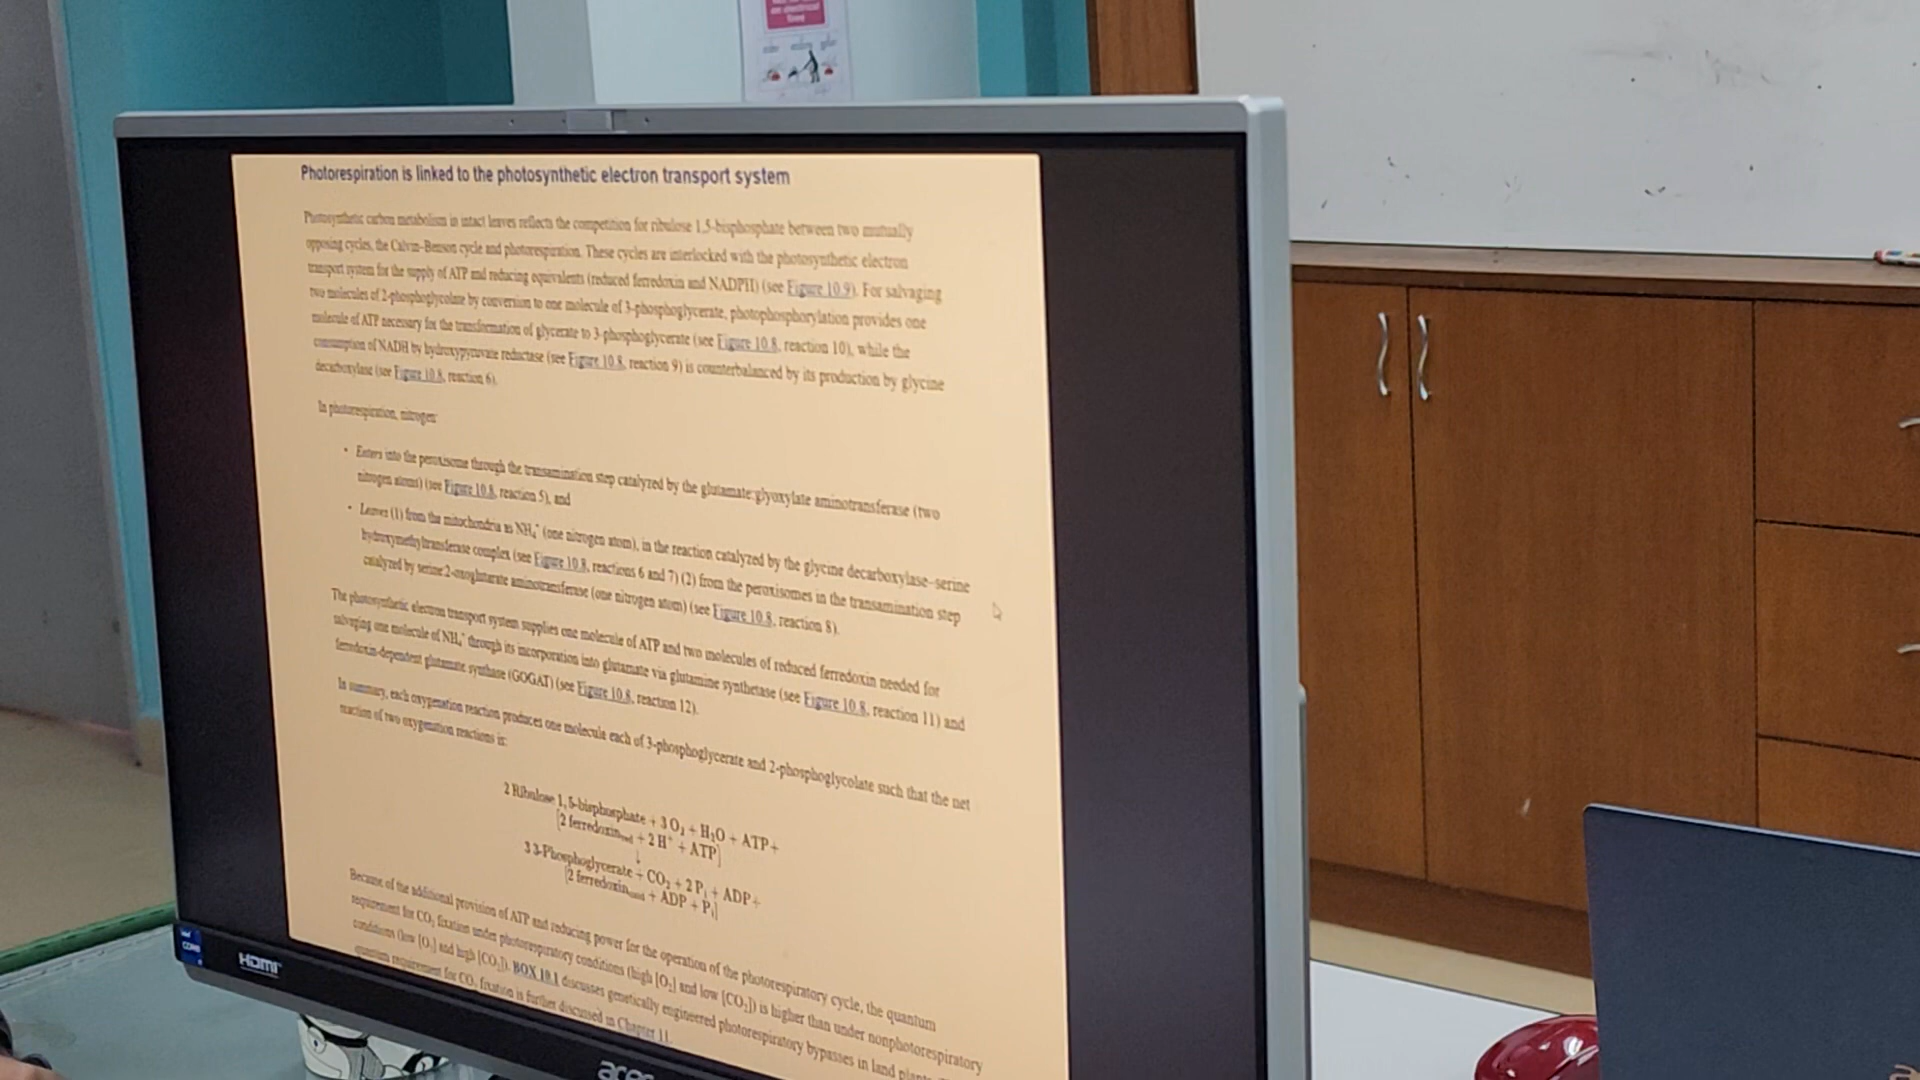 Photorespiration is linked to the photosynthetic electron transport system
Photosynthetic carbon metabolism in intact leaves reflects the competition for ribulose 1,5-bisphosphate between two mutually
opposing cycles, the Calvin–Benson cycle and photorespiration. These cycles are interlocked with the photosynthetic electron
transport system for the supply of ATP and reducing equivalents (reduced ferredoxin and NADPH) (see Figure 10.9). For salvaging
two molecules of 2-phosphoglycolate by conversion to one molecule of 3-phosphoglycerate, photophosphorylation provides one
molecule of ATP necessary for the transformation of glycerate to 3-phosphoglycerate (see Figure 10.8, reaction 10), while the
consumption of NADH by hydroxypyruvate reductase (see Figure 10.8, reaction 9) is counterbalanced by its production by glycine
decarboxylase (see Figure 10.8, reaction 6).
In photorespiration, nitrogen:
• Enters into the peroxisome through the transamination step catalyzed by the glutamate:glyoxylate aminotransferase (two
nitrogen atoms) (see Figure 10.8, reaction 5), and
• Leaves (1) from the mitochondria as NH₄⁺ (one nitrogen atom), in the reaction catalyzed by the glycine decarboxylase–serine
hydroxymethyltransferase complex (see Figure 10.8, reactions 6 and 7) (2) from the peroxisomes in the transamination step
catalyzed by serine:2-oxoglutarate aminotransferase (one nitrogen atom) (see Figure 10.8, reaction 8).
The photosynthetic electron transport system supplies one molecule of ATP and two molecules of reduced ferredoxin needed for
salvaging one molecule of NH₄⁺ through its incorporation into glutamate via glutamine synthetase (see Figure 10.8, reaction 11) and
ferredoxin-dependent glutamate synthase (GOGAT) (see Figure 10.8, reaction 12).
In summary, each oxygenation reaction produces one molecule each of 3-phosphoglycerate and 2-phosphoglycolate such that the net
reaction of two oxygenation reactions is:
2 Ribulose 1,5-bisphosphate + 3 O₂ + H₂O + ATP +
[2 ferredoxin_red + 2 H⁺ + ATP]
↓
3 3-Phosphoglycerate + CO₂ + 2 Pᵢ + ADP +
[2 ferredoxin + ADP + Pᵢ]
Because of the additional provision of ATP and reducing power for the operation of the photorespiratory cycle, the quantum
requirement for CO₂ fixation under photorespiratory conditions (high [O₂] and low [CO₂]) is higher than under nonphotorespiratory
conditions (low [O₂] and high [CO₂]). BOX 10.1 discusses genetically engineered photorespiratory bypasses in land
quantum requirement for CO₂ fixation is further discussed in Chapter 11.
CORE
HDMI
acer